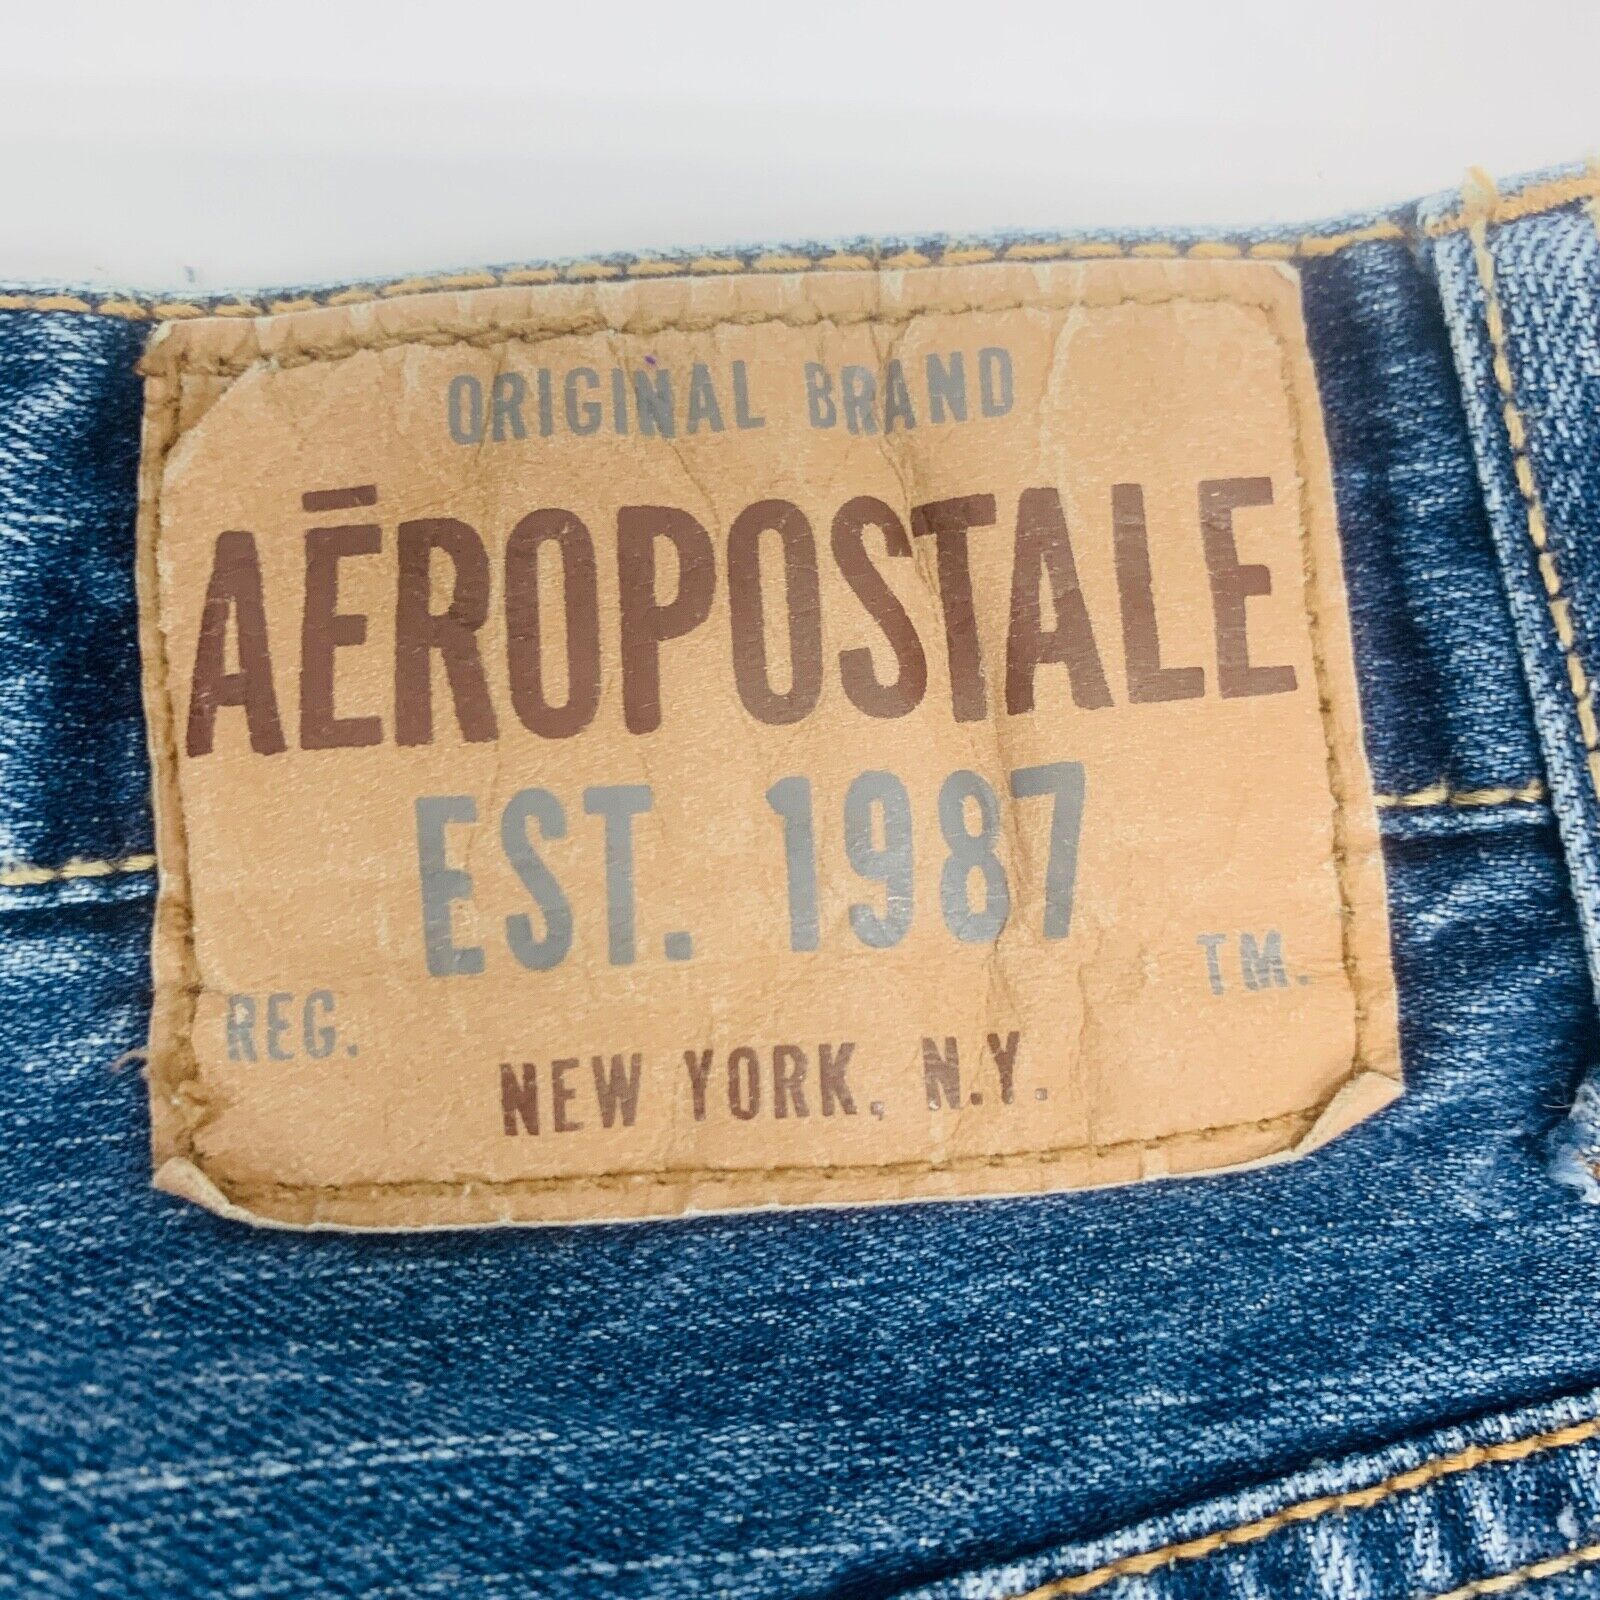 ORIGINAL BRAND
AĒROPOSTALE
EST. 1987
REG.
TM.
NEW YORK, N.Y.